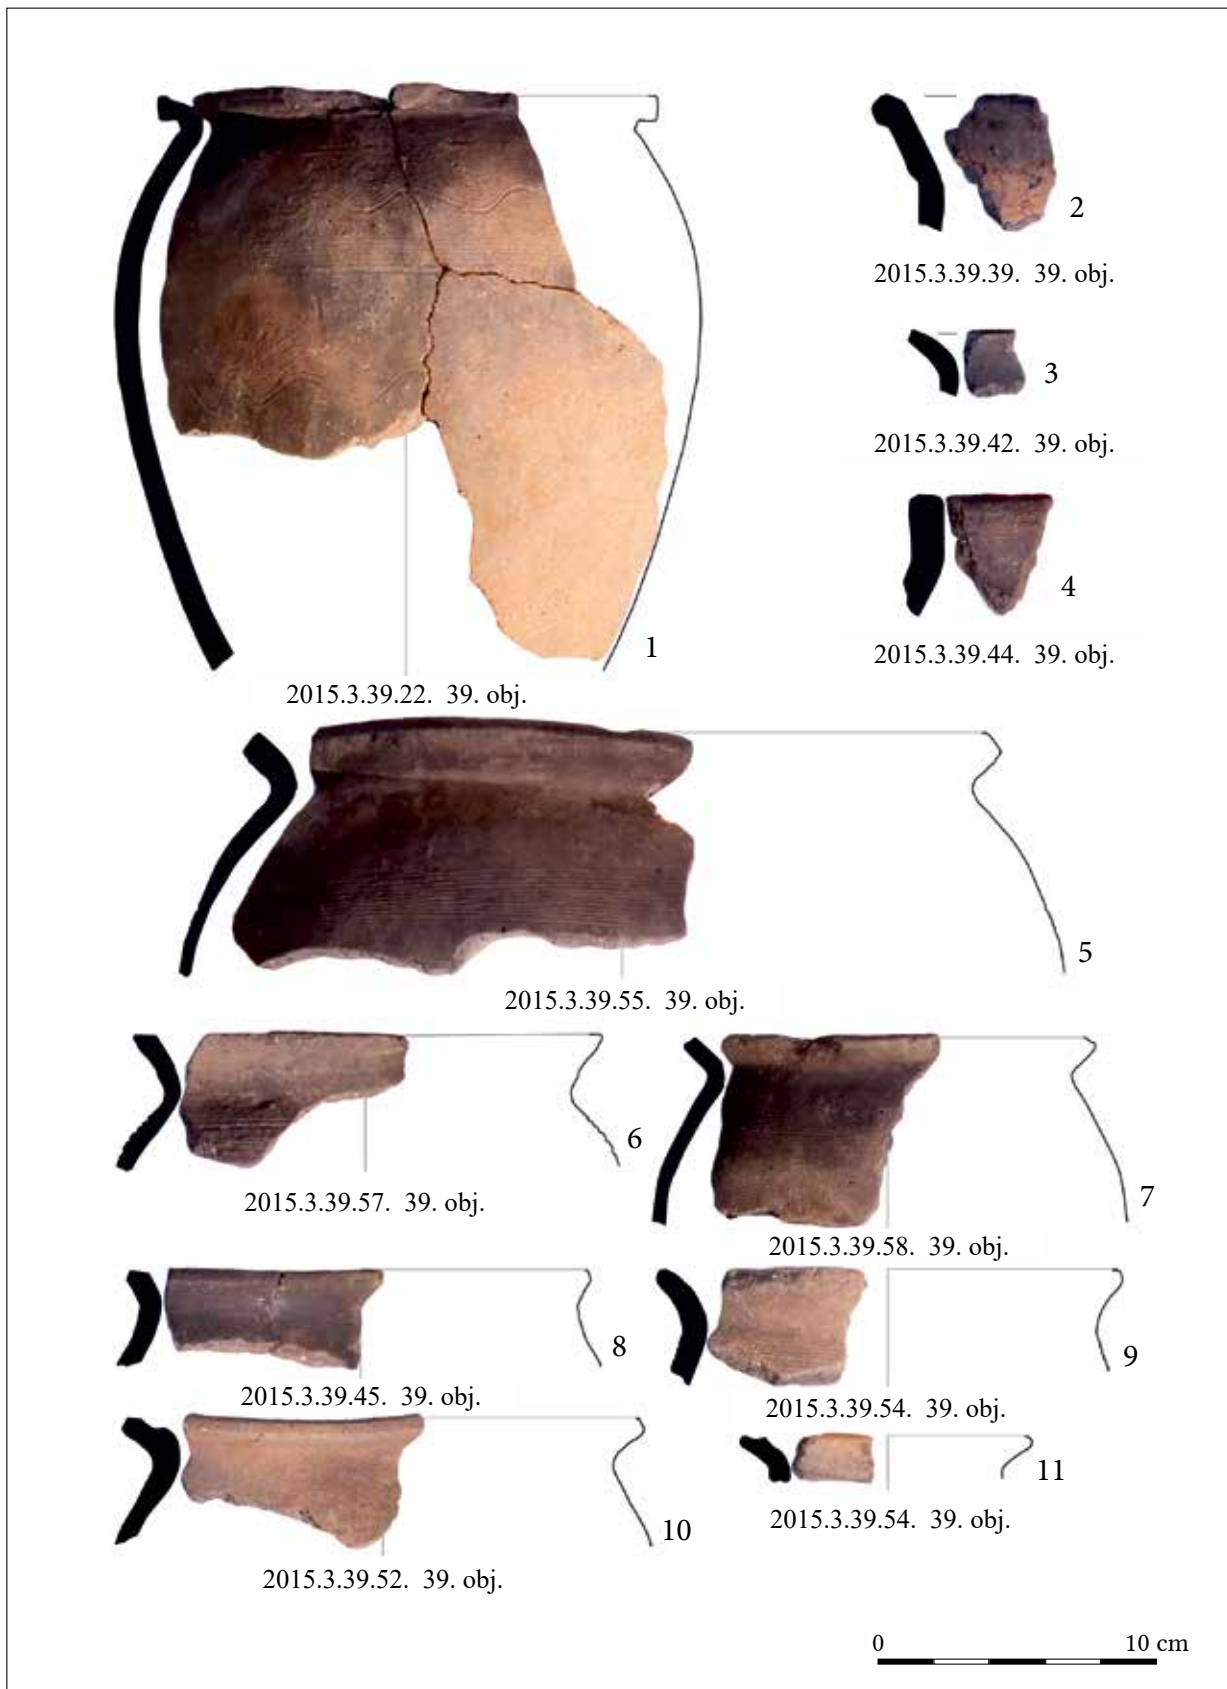 1
2015.3.39.22. 39. obj.
2
2015.3.39.39. 39. obj.
3
2015.3.39.42. 39. obj.
4
2015.3.39.44. 39. obj.
5
2015.3.39.55. 39. obj.
6
2015.3.39.57. 39. obj.
7
2015.3.39.58. 39. obj.
8
2015.3.39.45. 39. obj.
9
2015.3.39.54. 39. obj.
10
2015.3.39.52. 39. obj.
11
2015.3.39.54. 39. obj.
0 10 cm